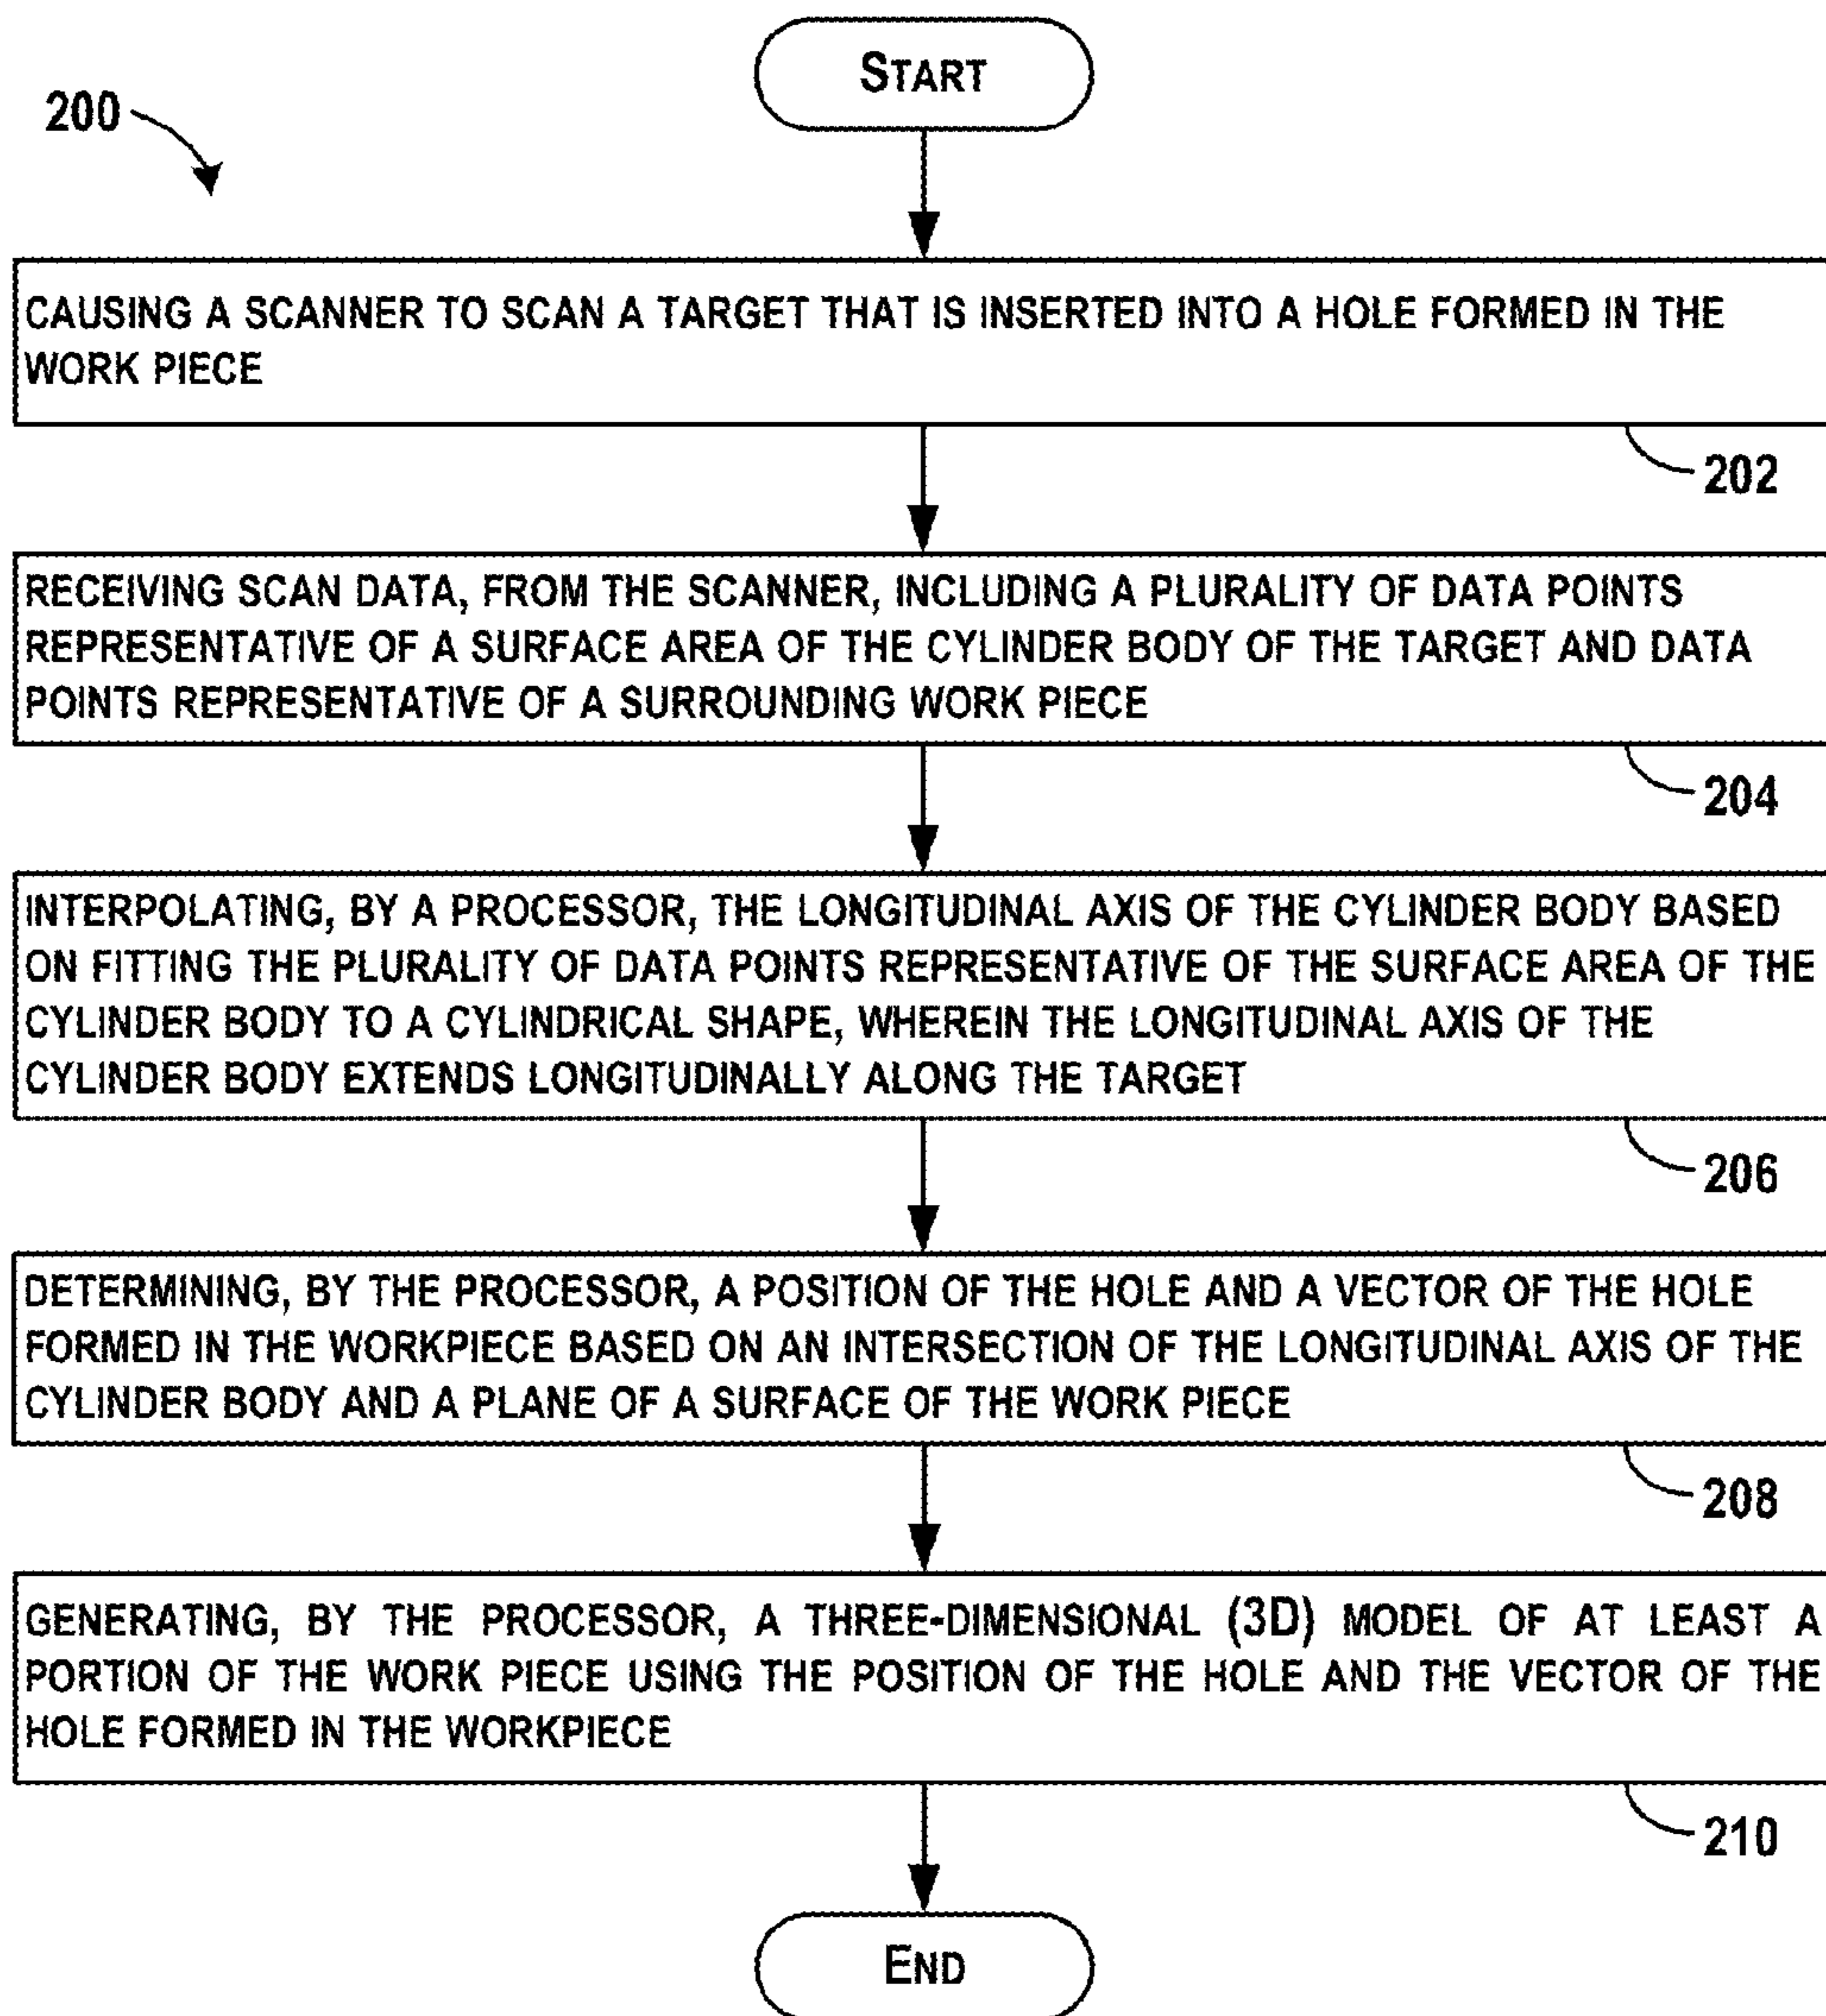 START
200
CAUSING A SCANNER TO SCAN A TARGET THAT IS INSERTED INTO A HOLE FORMED IN THE
WORK PIECE
202
RECEIVING SCAN DATA, FROM THE SCANNER, INCLUDING A PLURALITY OF DATA POINTS
REPRESENTATIVE OF A SURFACE AREA OF THE CYLINDER BODY OF THE TARGET AND DATA
POINTS REPRESENTATIVE OF A SURROUNDING WORK PIECE
204
INTERPOLATING, BY A PROCESSOR, THE LONGITUDINAL AXIS OF THE CYLINDER BODY BASED
ON FITTING THE PLURALITY OF DATA POINTS REPRESENTATIVE OF THE SURFACE AREA OF THE
CYLINDER BODY TO A CYLINDRICAL SHAPE, WHEREIN THE LONGITUDINAL AXIS OF THE
CYLINDER BODY EXTENDS LONGITUDINALLY ALONG THE TARGET
206
DETERMINING, BY THE PROCESSOR, A POSITION OF THE HOLE AND A VECTOR OF THE HOLE
FORMED IN THE WORKPIECE BASED ON AN INTERSECTION OF THE LONGITUDINAL AXIS OF THE
CYLINDER BODY AND A PLANE OF A SURFACE OF THE WORK PIECE
208
GENERATING, BY THE PROCESSOR, A THREE-DIMENSIONAL (3D) MODEL OF AT LEAST A
PORTION OF THE WORK PIECE USING THE POSITION OF THE HOLE AND THE VECTOR OF THE
HOLE FORMED IN THE WORKPIECE
210
END